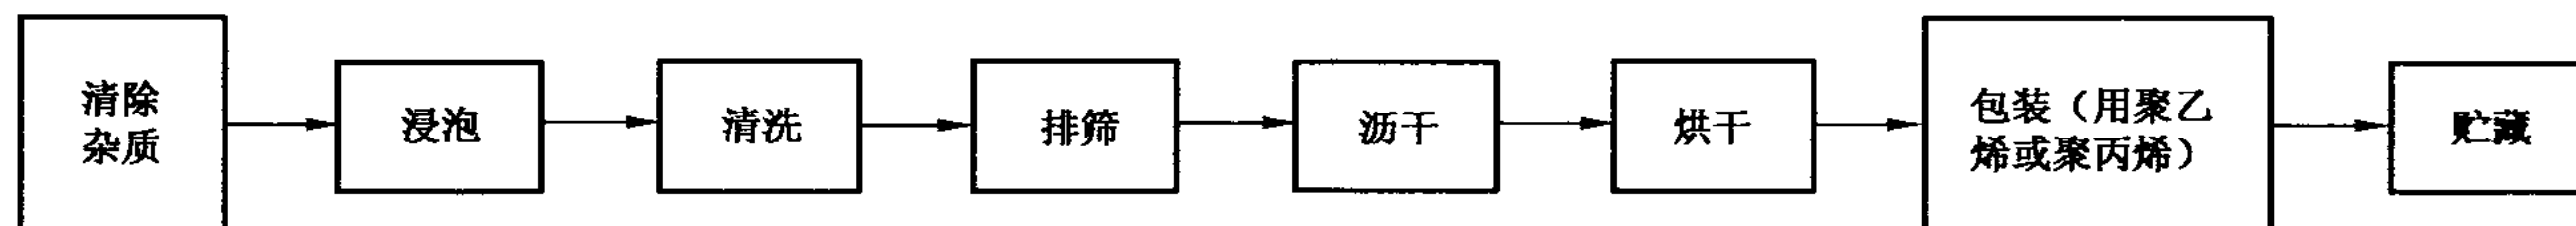 清除
杂质
浸泡
清洗
排筛
沥干
烘干
包装（用聚乙
烯或聚丙烯）
贮藏